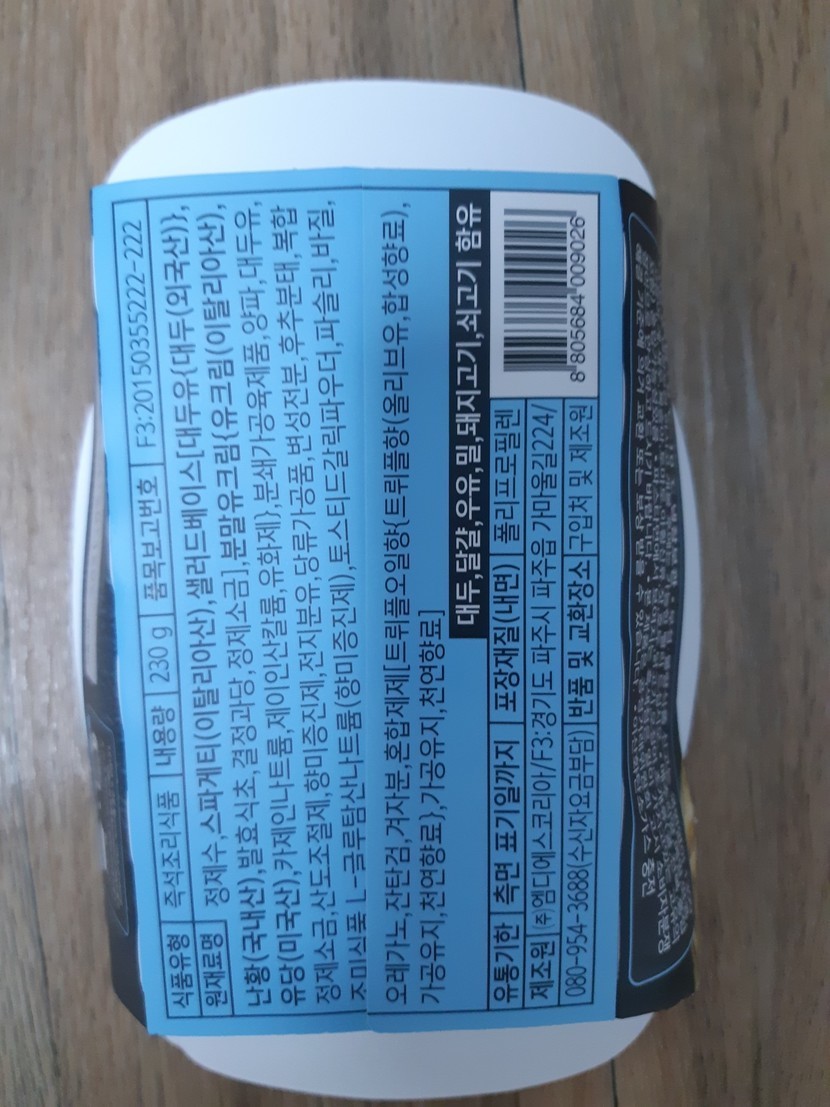 식품유형 즉석조리식품 내용량 230 g 품목보고번호 F3:20150355222-222
원재료명 정제수,스파게티(이탈리아산),샐러드베이스[대두유{대두(외국산)},
난황(국내산),발효식초,결정과당,정제소금],분말유크림{유크림(이탈리아산),
유당(미국산),카제인나트륨,제이인산칼륨,유화제},분쇄가공육제품,양파,대두유,
정제소금,산도조절제,향미증진제,전지분유,당류가공품,변성전분,후추분태,복합
조미식품 L-글루탐산나트륨(향미증진제),토스티드갈릭파우더,파슬리,바질,
오레가노,잔탄검,겨자분,혼합제제[트뤼플오일향{트뤼플향(올리브유,합성향료),
가공유지,천연향료},가공유지,천연향료]
대두,달걀,우유,밀,돼지고기,쇠고기 함유
유통기한 측면 표기일까지 포장재질(내면) 폴리프로필렌
제조원 (주)엠디에스코리아/F3:경기도 파주시 파주읍 가마울길224/
080-954-3688(수신자요금부담) 반품 및 교환장소 구입처 및 제조원
8 805684 009026